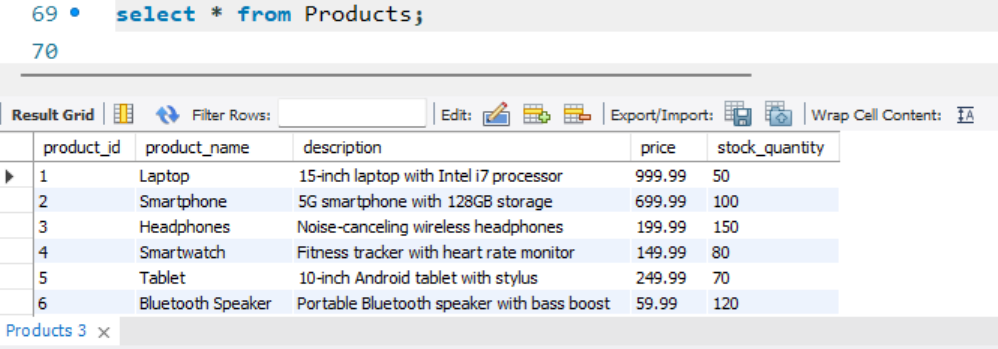 69 select * from Products;
70
Result Grid Filter Rows: Edit: Export/Import: Wrap Cell Content: IA
product_id product_name description price stock_quantity
1 Laptop 15-inch laptop with Intel i7 processor 999.99 50
2 Smartphone 5G smartphone with 128GB storage 699.99 100
3 Headphones Noise-canceling wireless headphones 199.99 150
4 Smartwatch Fitness tracker with heart rate monitor 149.99 80
5 Tablet 10-inch Android tablet with stylus 249.99 70
6 Bluetooth Speaker Portable Bluetooth speaker with bass boost 59.99 120
Products 3